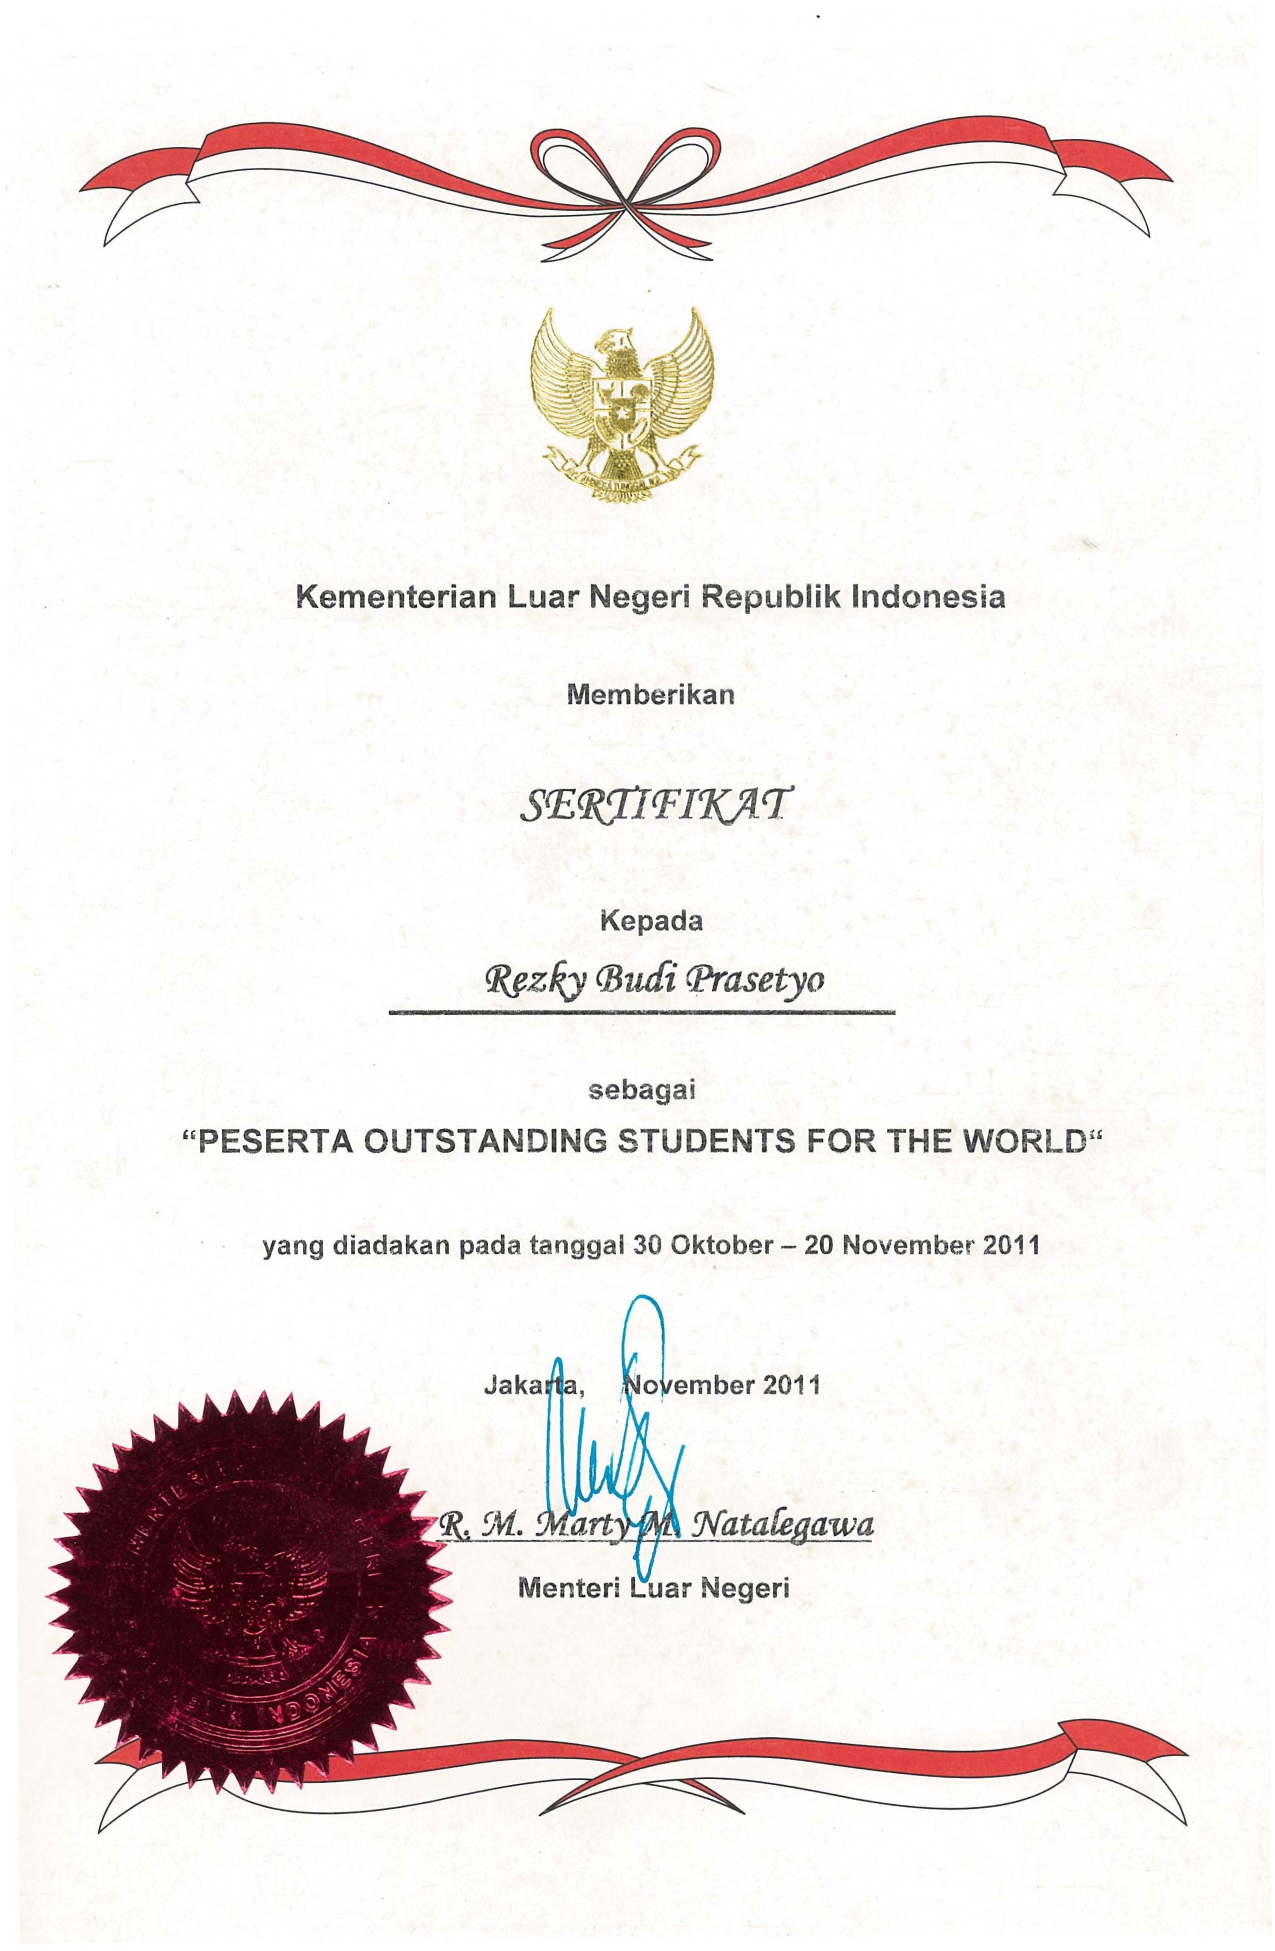 Kementerian Luar Negeri Republik Indonesia
Memberikan
SERTIFIKAT
Kepada
Rezky Budi Prasetyo
sebagai
“PESERTA OUTSTANDING STUDENTS FOR THE WORLD“
yang diadakan pada tanggal 30 Oktober – 20 November 2011
Jakarta, November 2011
R. M. Marty M. Natalegawa
Menteri Luar Negeri
INDONESIA